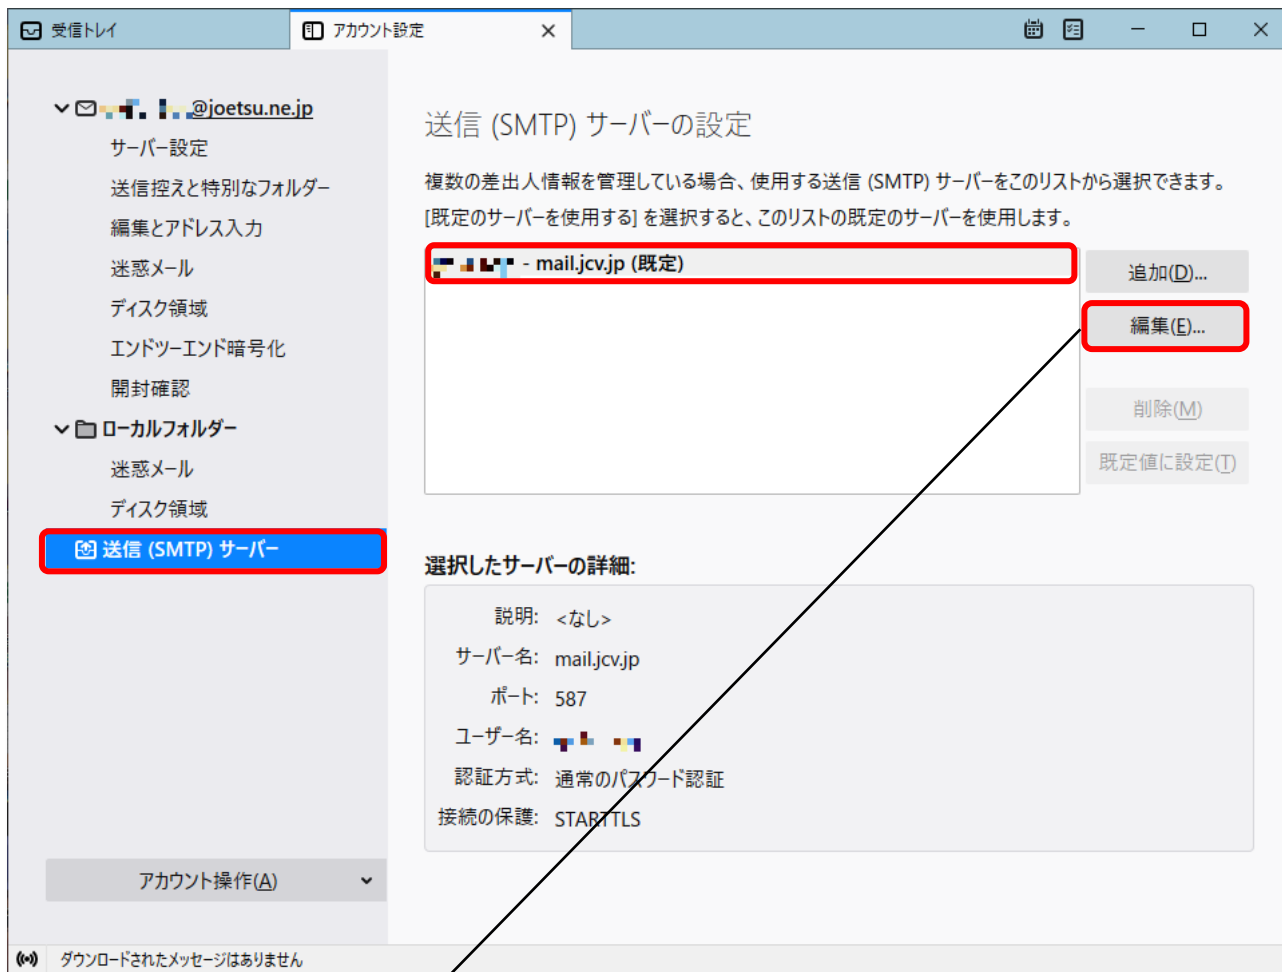 受信トレイ
アカウント設定
@joetsu.ne.jp
サーバー設定
送信控えと特別なフォルダー
編集とアドレス入力
迷惑メール
ディスク領域
エンドツーエンド暗号化
開封確認
ローカルフォルダー
迷惑メール
ディスク領域
送信 (SMTP) サーバー
アカウント操作(A)
送信 (SMTP) サーバーの設定
複数の差出人情報を管理している場合、使用する送信 (SMTP) サーバーをこのリストから選択できます。
[既定のサーバーを使用する] を選択すると、このリストの既定のサーバーを使用します。
- mail.jcv.jp (既定)
追加(D)...
編集(E)...
削除(M)
既定値に設定(T)
選択したサーバーの詳細:
説明: <なし>
サーバー名: mail.jcv.jp
ポート: 587
ユーザー名:
認証方式: 通常のパスワード認証
接続の保護: STARTTLS
ダウンロードされたメッセージはありません